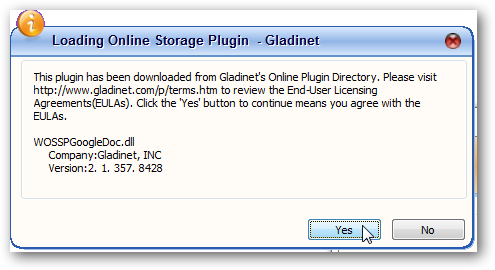 Loading Online Storage Plugin - Gladinet
This plugin has been downloaded from Gladinet's Online Plugin Directory. Please visit
http://www.gladinet.com/p/terms.htm to review the End-User Licensing
Agreements(EULAs). Click the 'Yes' button to continue means you agree with the
EULAs.
WOSSPGoogleDoc.dll
Company:Gladinet, INC
Version:2. 1. 357. 8428
Yes
No